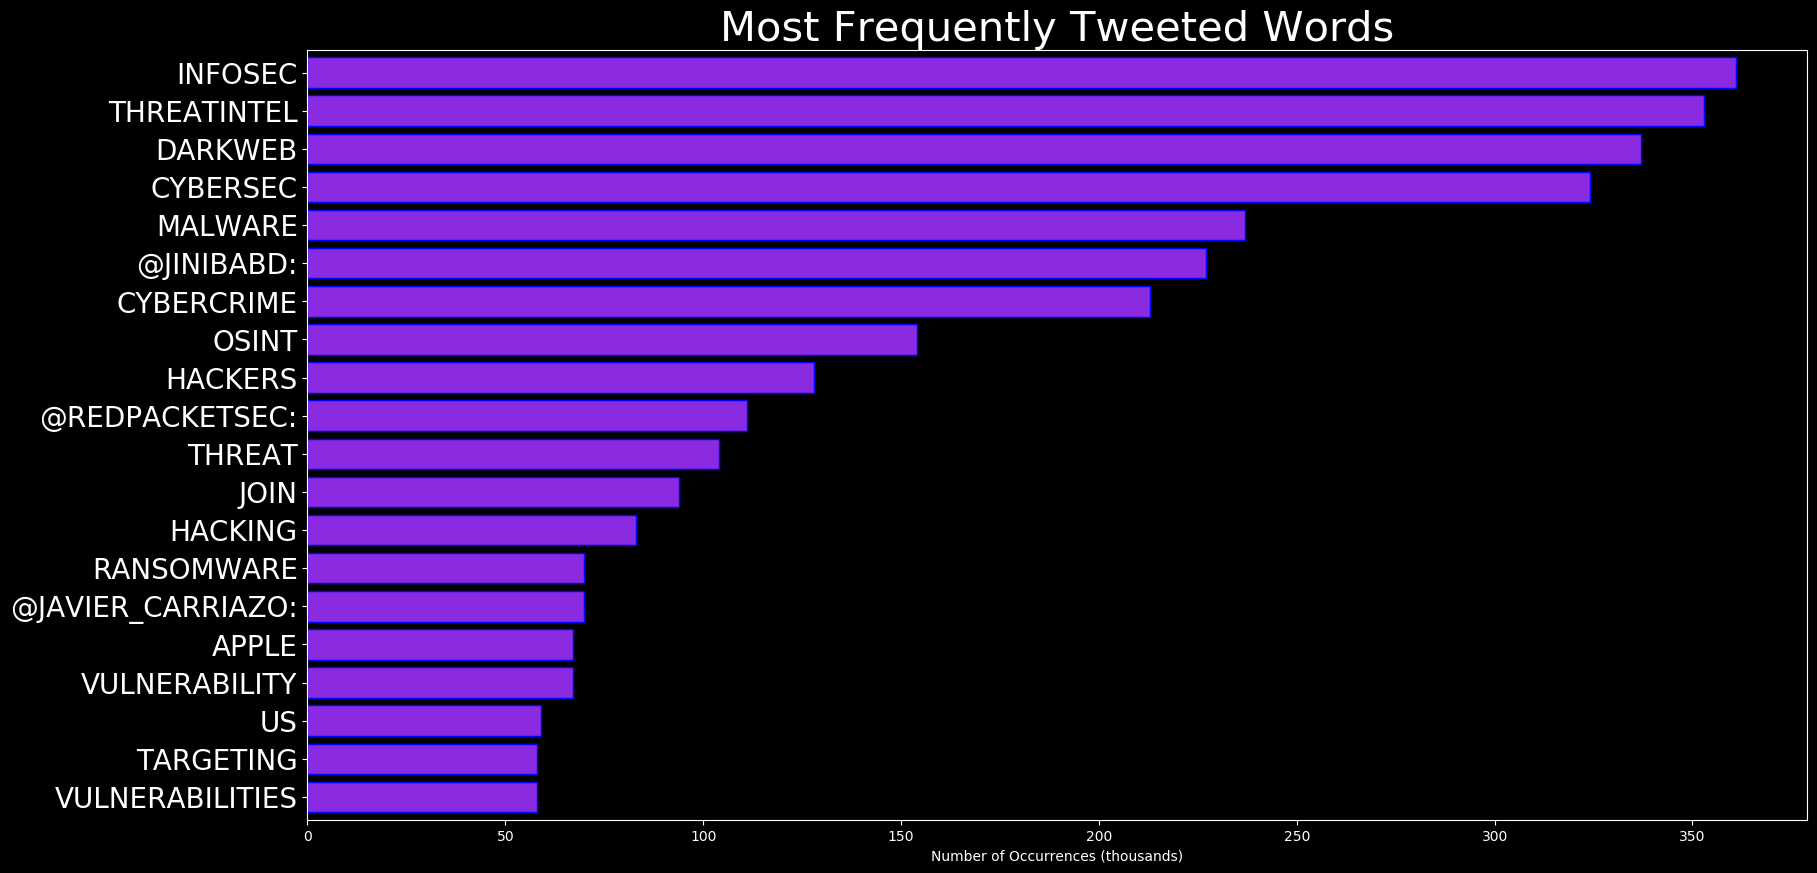 Most Frequently Tweeted Words
INFOSEC
THREATINTEL
DARKWEB
CYBERSEC
MALWARE
@JINIBABD:
CYBERCRIME
OSINT
HACKERS
@REDPACKETSEC:
THREAT
JOIN
HACKING
RANSOMWARE
@JAVIER_CARRIAZO:
APPLE
VULNERABILITY
US
TARGETING
VULNERABILITIES
0 50 100 150 200 250 300 350
Number of Occurrences (thousands)